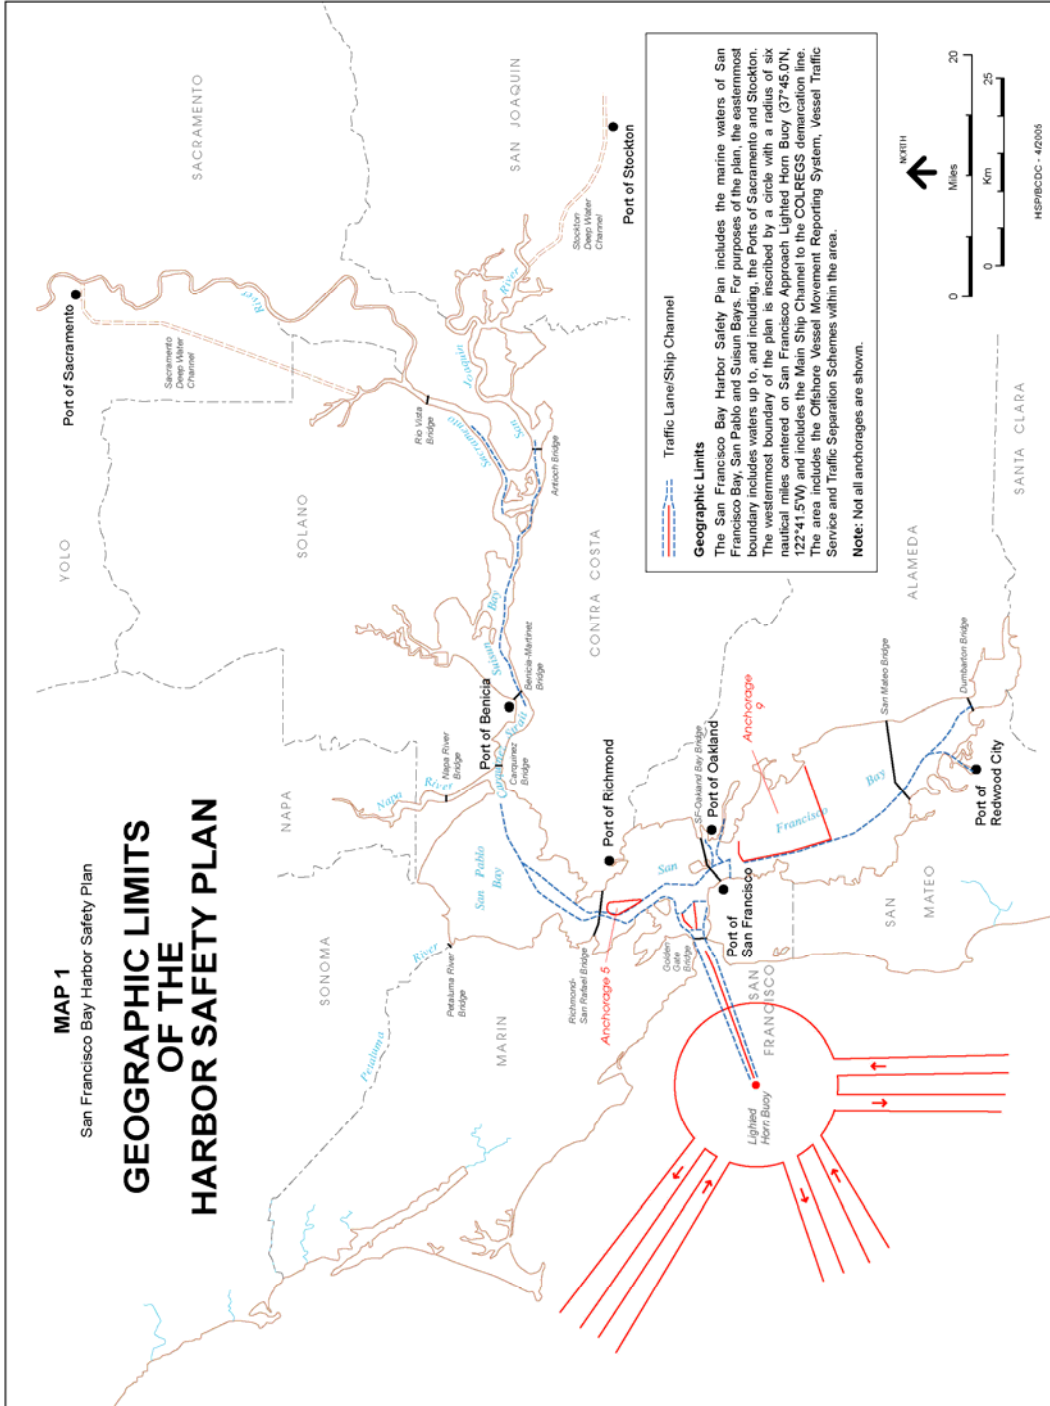 MAP 1
San Francisco Bay Harbor Safety Plan
GEOGRAPHIC LIMITS
OF THE
HARBOR SAFETY PLAN
YOLO
SACRAMENTO
SAN JOAQUIN
SOLANO
NAPA
SONOMA
MARIN
CONTRA COSTA
ALAMEDA
SANTA CLARA
SAN
MATEO
SAN
FRANCISCO
Port of Sacramento
Sacramento
Deep Water
Channel
River
Sacramento
Rio Vista
Bridge
Port of Stockton
Stockton
Deep Water
Channel
San
Joaquin
River
Antioch Bridge
Suisun
Bay
Benicia-Martinez
Bridge
Port of Benicia
Carquinez
Strait
Carquinez
Bridge
Napa
River
Napa River
Bridge
San Pablo
Bay
Petaluma
River
Petaluma River
Bridge
Port of Richmond
Richmond-
San Rafael Bridge
Anchorage 5
Golden
Gate
Bridge
SF-Oakland Bay Bridge
Port of Oakland
Port of
San Francisco
San
Francisco
Bay
Anchorage
9
San Mateo Bridge
Dumbarton Bridge
Port of
Redwood City
Lighted
Horn Buoy
Traffic Lane/Ship Channel
Geographic Limits
The San Francisco Bay Harbor Safety Plan includes the marine waters of San
Francisco Bay, San Pablo and Suisun Bays. For purposes of the plan, the easternmost
boundary includes waters up to, and including, the Ports of Sacramento and Stockton.
The westernmost boundary of the plan is inscribed by a circle with a radius of six
nautical miles centered on San Francisco Approach Lighted Horn Buoy (37°45.0'N,
122°41.5'W) and includes the Main Ship Channel to the COLREGS demarcation line.
The area includes the Offshore Vessel Movement Reporting System, Vessel Traffic
Service and Traffic Separation Schemes within the area.
Note: Not all anchorages are shown.
NORTH
0
Miles
20
0
Km
25
HSP/BCDC - 4/2005